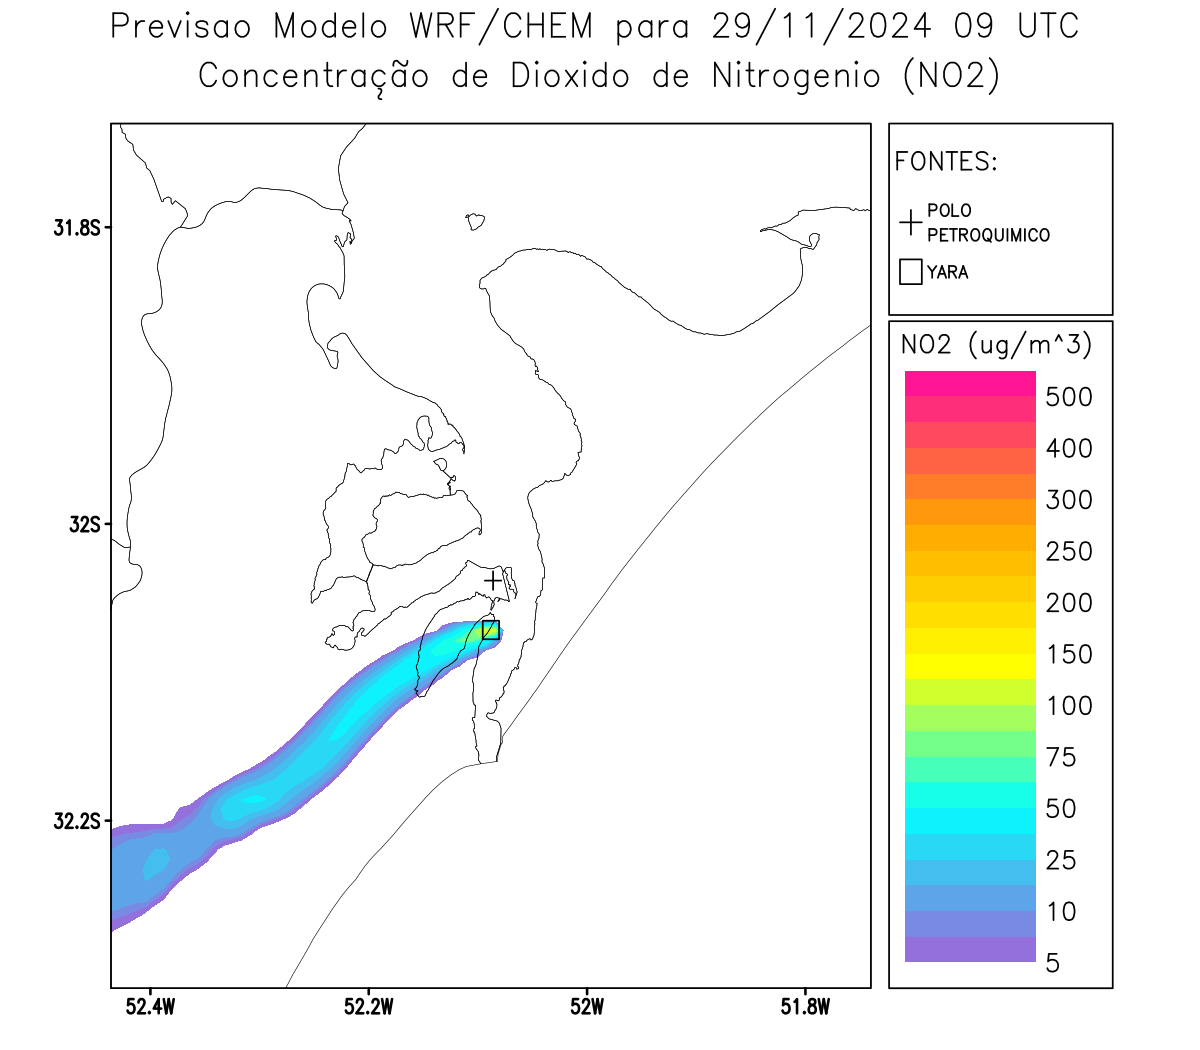 Previsao Modelo WRF/CHEM para 29/11/2024 09 UTC
Concentração de Dioxido de Nitrogenio (NO2)
FONTES:
POLO
PETROQUIMICO
YARA
NO2 (ug/m^3)
500
400
300
250
200
150
100
75
50
25
10
5
31.8S
32S
32.2S
52.4W
52.2W
52W
51.8W